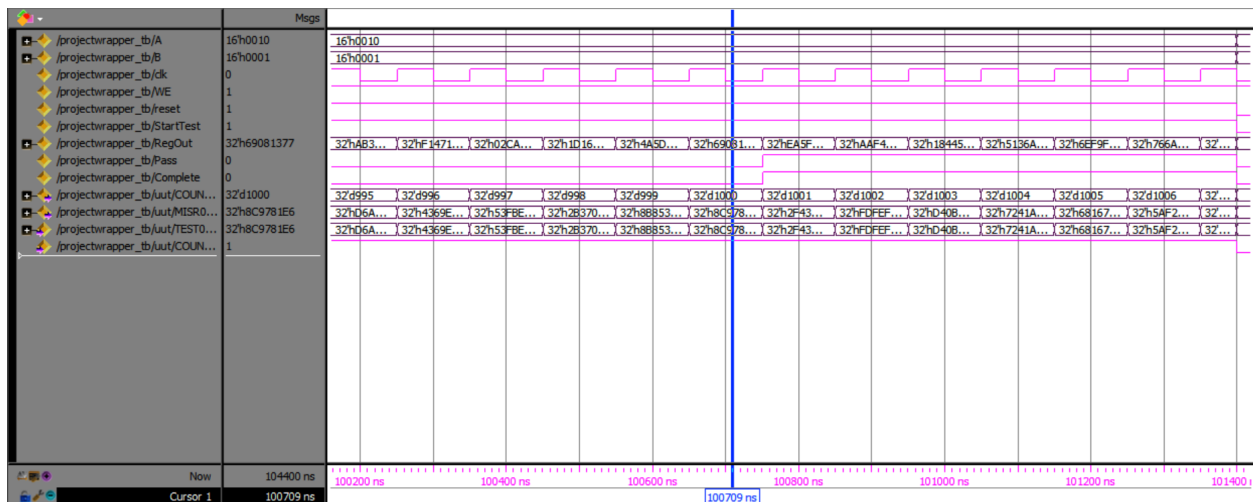 Msgs
/projectwrapper_tb/A 16'h0010 16'h0010
/projectwrapper_tb/B 16'h0001 16'h0001
/projectwrapper_tb/clk 0
/projectwrapper_tb/WE 1
/projectwrapper_tb/reset 1
/projectwrapper_tb/StartTest 1
/projectwrapper_tb/RegOut 32'h69081377 32'hAB3... 32'hF1471... 32'h02CA... 32'h1D16... 32'h4A5D... 32'hEA5F... 32'hAAF4... 32'h18445... 32'h5136A... 32'h6EF9F... 32'h766A... 32'...
/projectwrapper_tb/Pass 0
/projectwrapper_tb/Complete 0
/projectwrapper_tb/uut/COUN... 32'd1000 32'd995 32'd996 32'd997 32'd998 32'd999 32'd1000 32'd1001 32'd1002 32'd1003 32'd1004 32'd1005 32'd1006 32'...
/projectwrapper_tb/uut/MISR0... 32'h8C9781E6 32'hD6A... 32'h4369E... 32'h53FBE... 32'h2B370... 32'h8B853... 32'h8C978... 32'h2F43... 32'hFDFEF... 32'hD40B... 32'h7241A... 32'h68167... 32'h5AF2... 32'...
/projectwrapper_tb/uut/TEST0... 32'h8C9781E6 32'hD6A... 32'h4369E... 32'h53FBE... 32'h2B370... 32'h8B853... 32'h8C978... 32'h2F43... 32'hFDFEF... 32'hD40B... 32'h7241A... 32'h68167... 32'h5AF2... 32'...
/projectwrapper_tb/uut/COUN... 1
Now 104400 ns 100200 ns 100400 ns 100600 ns 100800 ns 101000 ns 101200 ns 101400
Cursor 1 100709 ns 100709 ns